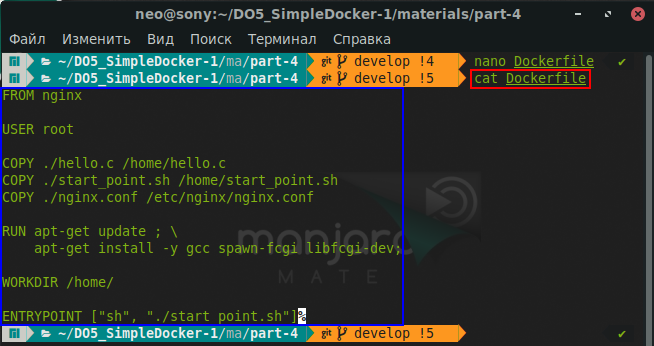 neo@sony:~/DO5_SimpleDocker-1/materials/part-4
Файл Изменить Вид Поиск Терминал Справка
~/DO5_SimpleDocker-1/ma/part-4 git develop !4 nano Dockerfile ✔
~/DO5_SimpleDocker-1/ma/part-4 git develop !5 cat Dockerfile
FROM nginx
USER root
COPY ./hello.c /home/hello.c
COPY ./start_point.sh /home/start_point.sh
COPY ./nginx.conf /etc/nginx/nginx.conf
RUN apt-get update ; \
apt-get install -y gcc spawn-fcgi libfcgi-dev;
WORKDIR /home/
ENTRYPOINT ["sh", "./start_point.sh"]%
~/DO5_SimpleDocker-1/ma/part-4 git develop !5 ✔
manjaro
MATE